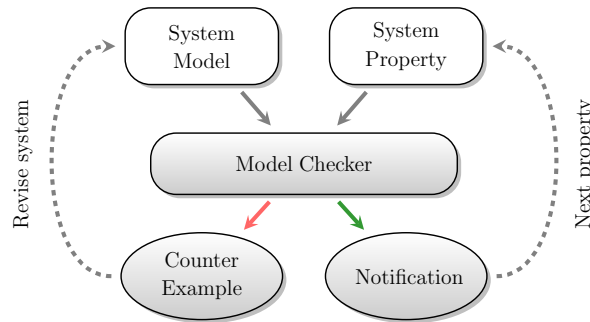 System
Model
System
Property
Revise system
Next property
Model Checker
Counter
Example
Notification